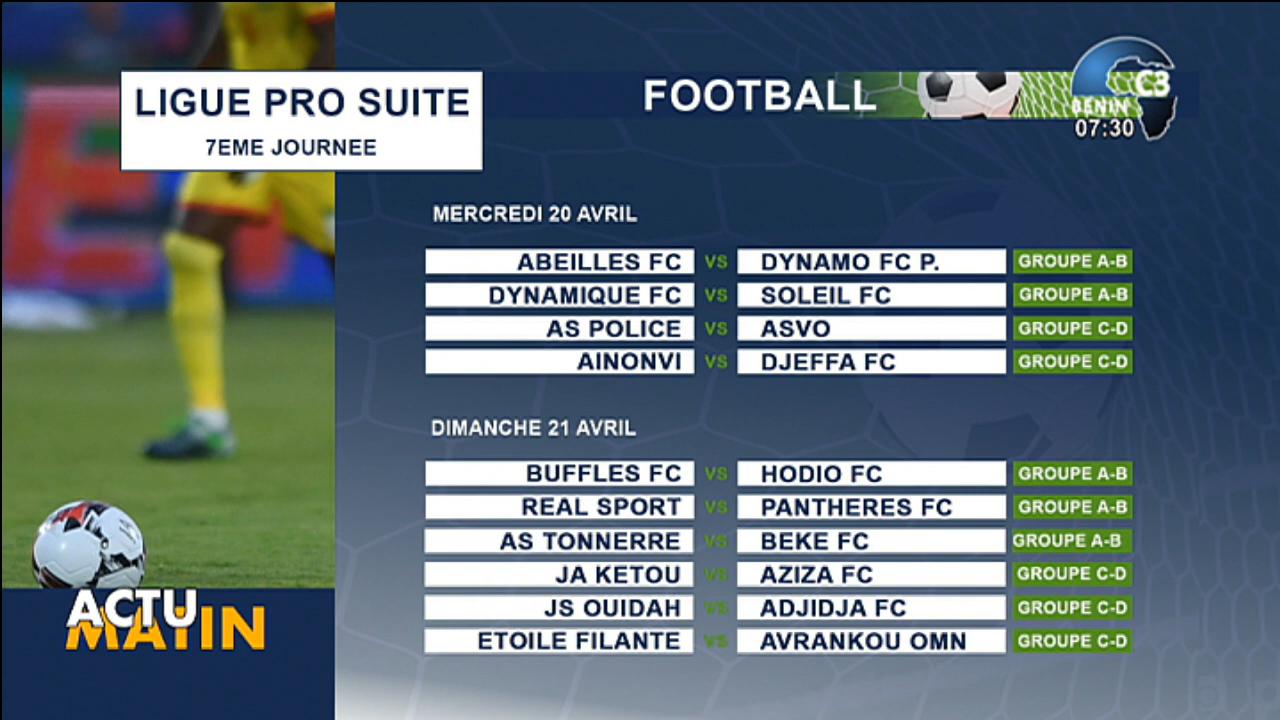 LIGUE PRO SUITE
7EME JOURNEE
FOOTBALL
C3
BENIN
07:30
MERCREDI 20 AVRIL
ABEILLES FC VS DYNAMO FC P. GROUPE A-B
DYNAMIQUE FC VS SOLEIL FC GROUPE A-B
AS POLICE VS ASVO GROUPE C-D
AINONVI VS DJEFFA FC GROUPE C-D
DIMANCHE 21 AVRIL
BUFFLES FC VS HODIO FC GROUPE A-B
REAL SPORT VS PANTHERES FC GROUPE A-B
AS TONNERRE VS BEKE FC GROUPE A-B
JA KETOU VS AZIZA FC GROUPE C-D
JS OUIDAH VS ADJIDJA FC GROUPE C-D
ETOILE FILANTE VS AVRANKOU OMN GROUPE C-D
ACTU
MATIN